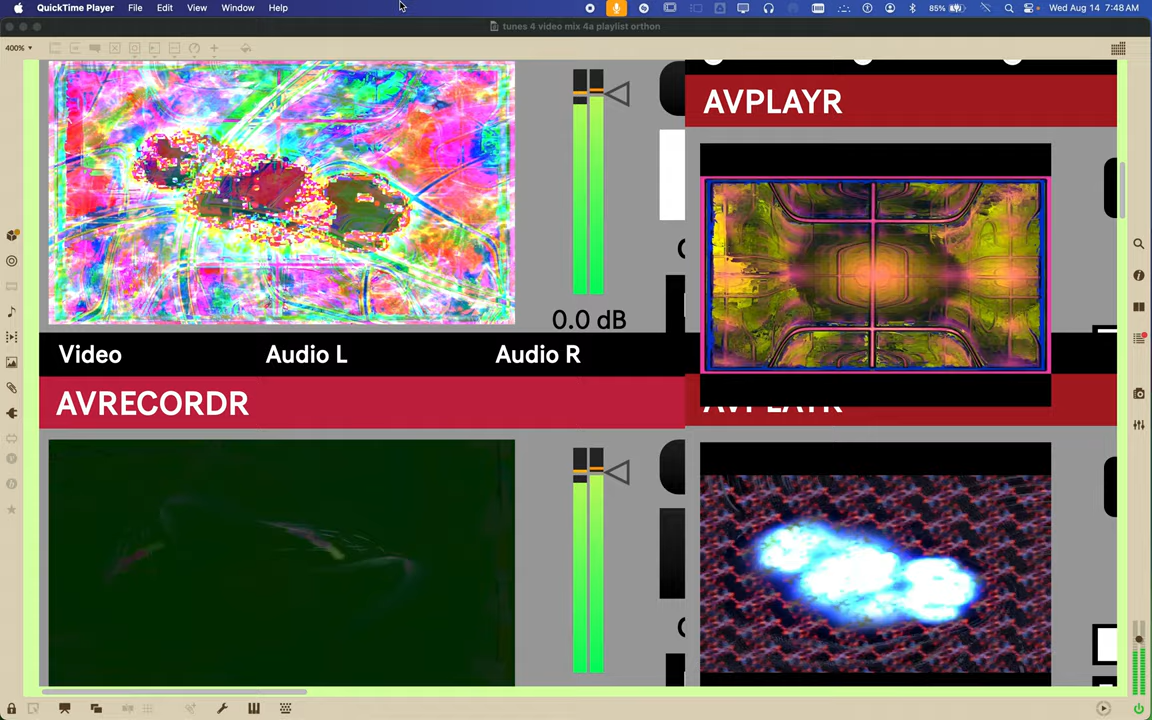 QuickTime Player File Edit View Window Help
85% Wed Aug 14 7:48 AM
tunes 4 video mix 4a playlist orthon
400%
AVPLAYR
0.0 dB
Video Audio L Audio R
AVRECORDR